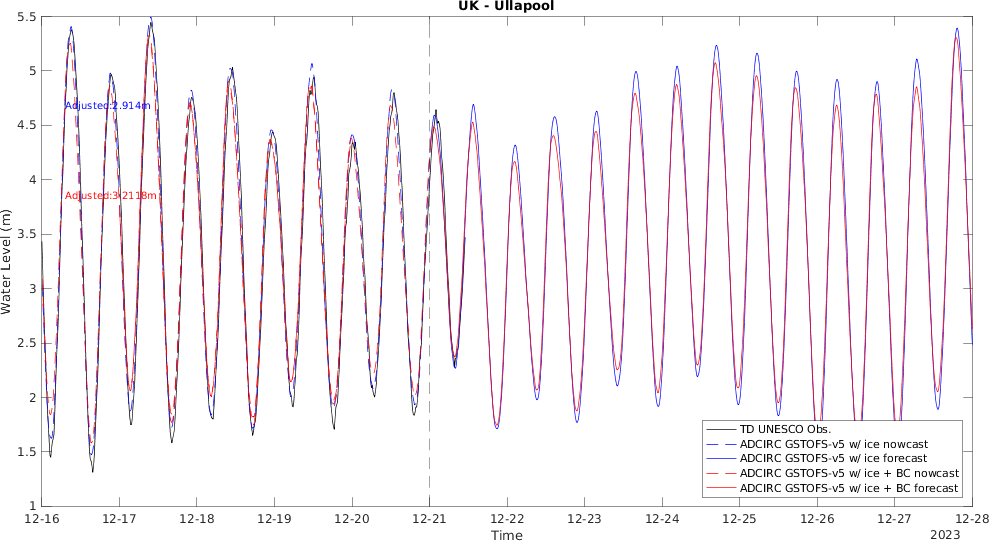 UK - Ullapool
5.5
5
4.5
4
3.5
3
2.5
2
1.5
1
Water Level (m)
Adjusted:2.914m
Adjusted:3.2118m
TD UNESCO Obs.
ADCIRC GSTOFS-v5 w/ ice nowcast
ADCIRC GSTOFS-v5 w/ ice forecast
ADCIRC GSTOFS-v5 w/ ice + BC nowcast
ADCIRC GSTOFS-v5 w/ ice + BC forecast
12-16 12-17 12-18 12-19 12-20 12-21 12-22 12-23 12-24 12-25 12-26 12-27 12-28
Time
2023